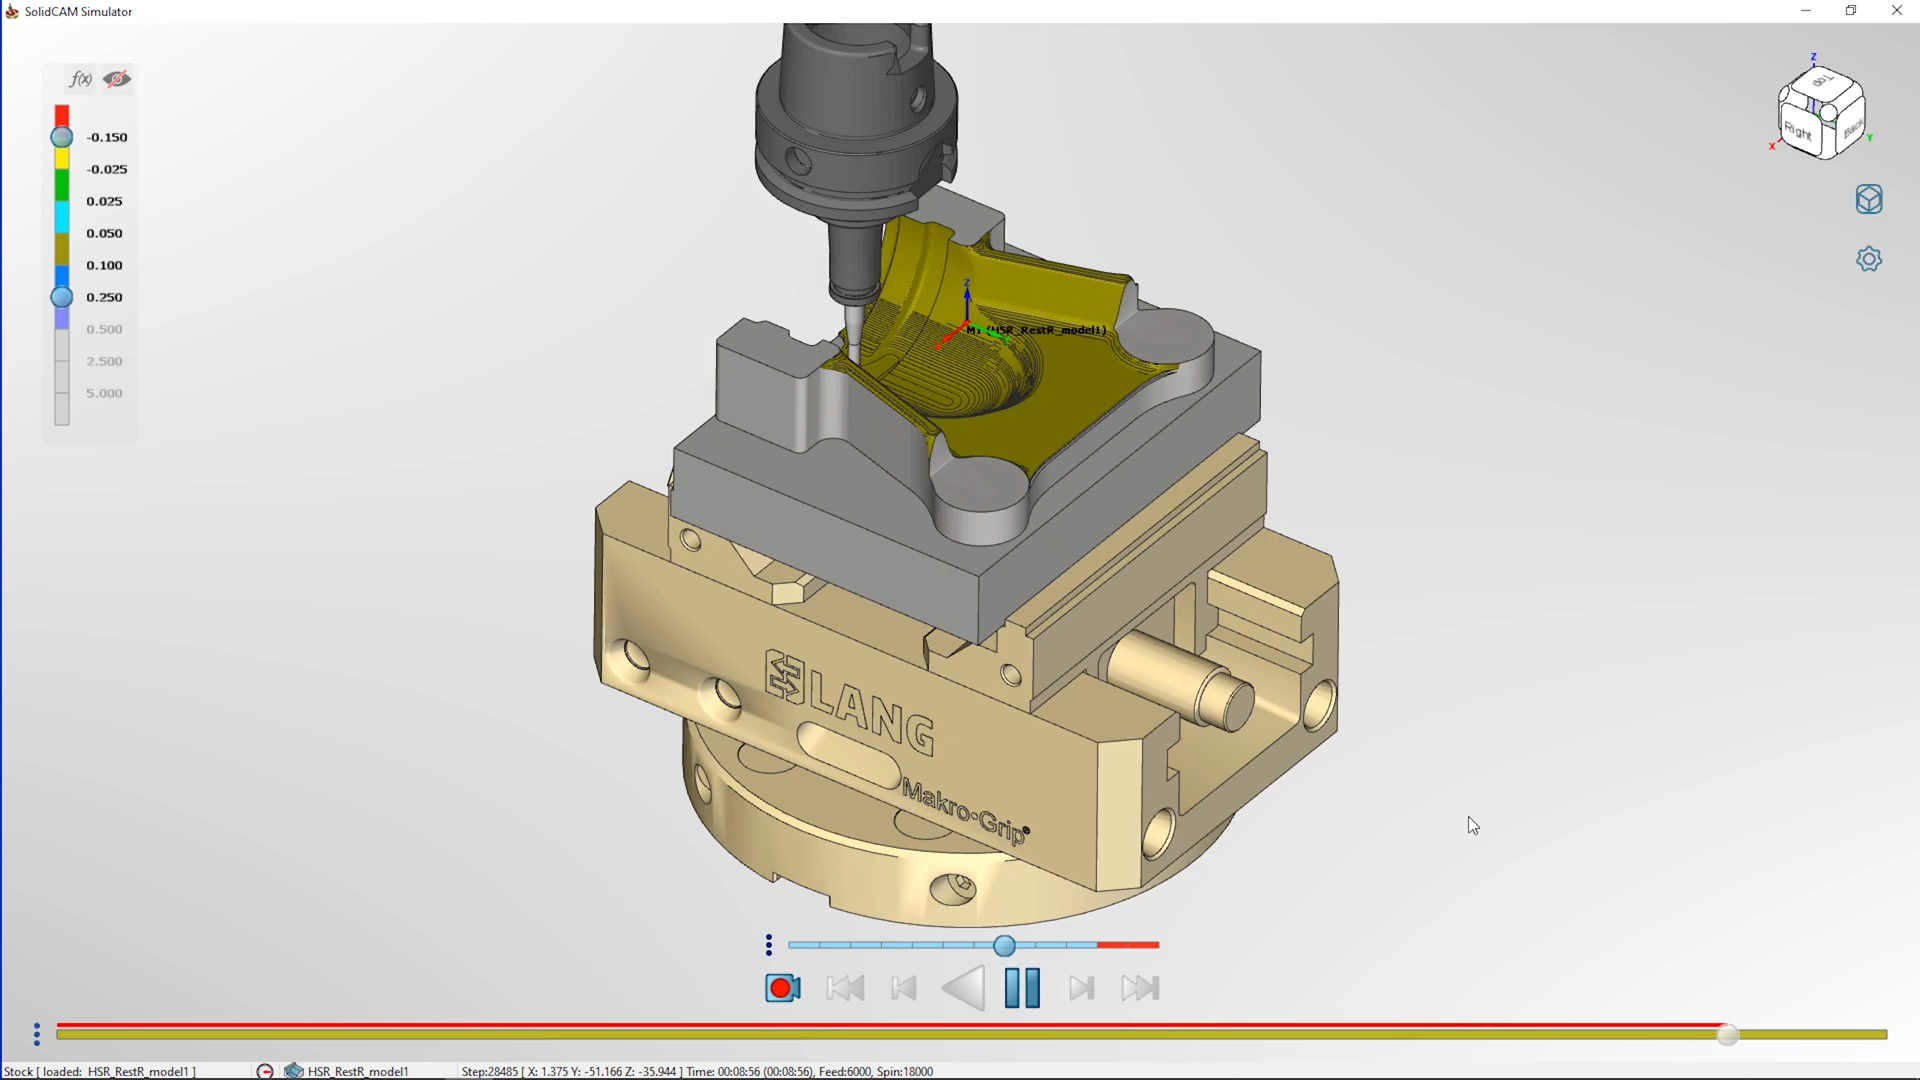 SolidCAM Simulator
f(x)
-0.150
-0.025
0.025
0.050
0.100
0.250
0.500
2.500
5.000
Z
Top
Right
Back
X
Y
Z
M1 (HSR_RestR_model1)
LANG
Makro•Grip®
Stock [ loaded: HSR_RestR_model1 ]
HSR_RestR_model1
Step:28485 [ X: 1.375 Y: -51.166 Z: -35.944 ] Time: 00:08:56 (00:08:56), Feed:6000, Spin:18000